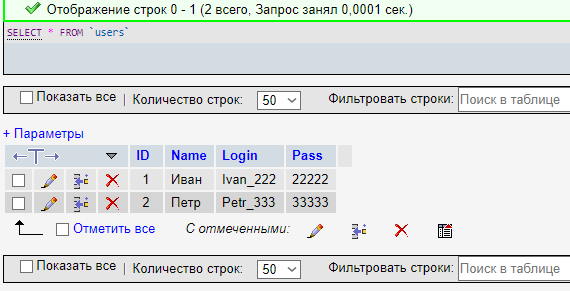 Отображение строк 0 - 1 (2 всего, Запрос занял 0,0001 сек.)
SELECT * FROM `users`
Показать все | Количество строк: 50 Фильтровать строки: Поиск в таблице
+ Параметры
ID Name Login Pass
1 Иван Ivan_222 22222
2 Петр Petr_333 33333
Отметить все С отмеченными:
Показать все | Количество строк: 50 Фильтровать строки: Поиск в таблице